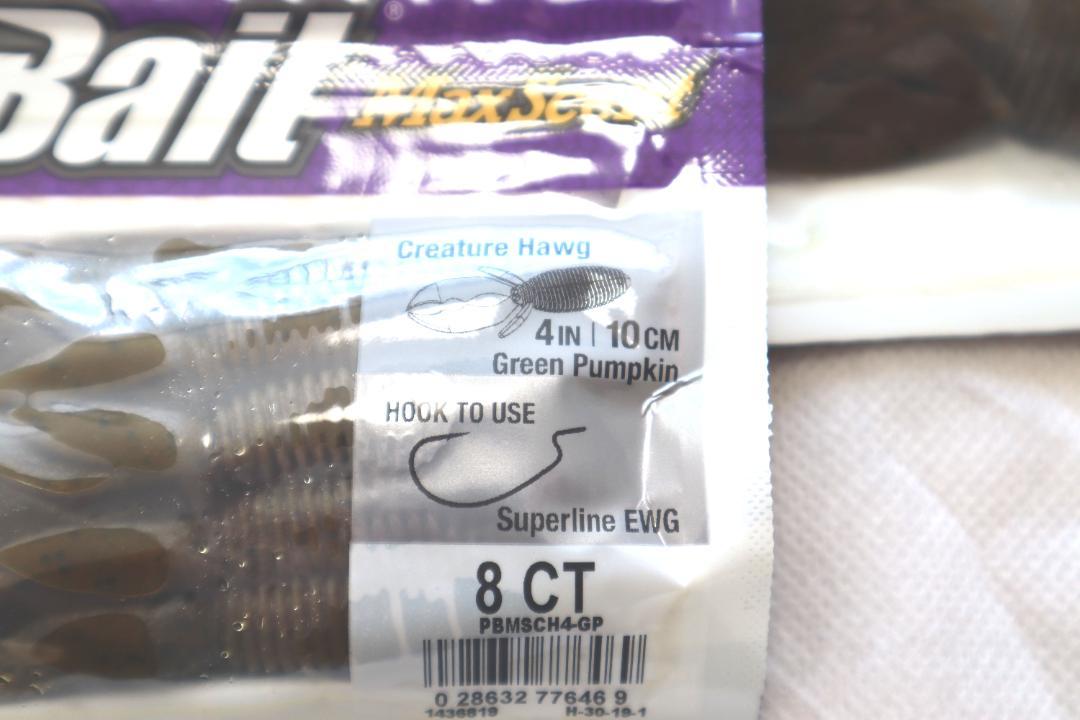 Bait®
MaxScent
Creature Hawg
4IN | 10CM
Green Pumpkin
HOOK TO USE
Superline EWG
8 CT
PBMSCH4-GP
0 28632 77646 9
1436819 H-30-19-1